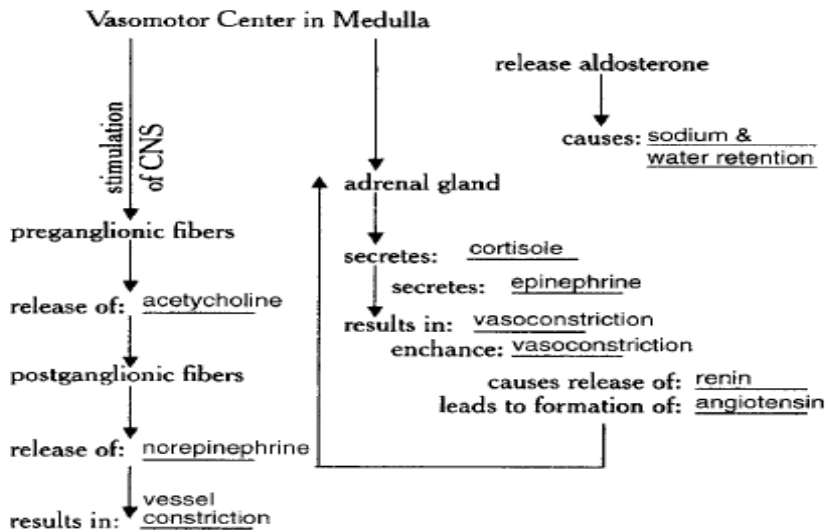 Vasomotor Center in Medulla
stimulation
of CNS
preganglionic fibers
release of: acetycholine
postganglionic fibers
release of: norepinephrine
results in: vessel
constriction
adrenal gland
secretes: cortisole
secretes: epinephrine
results in: vasoconstriction
enchance: vasoconstriction
causes release of: renin
leads to formation of: angiotensin
release aldosterone
causes: sodium &
water retention